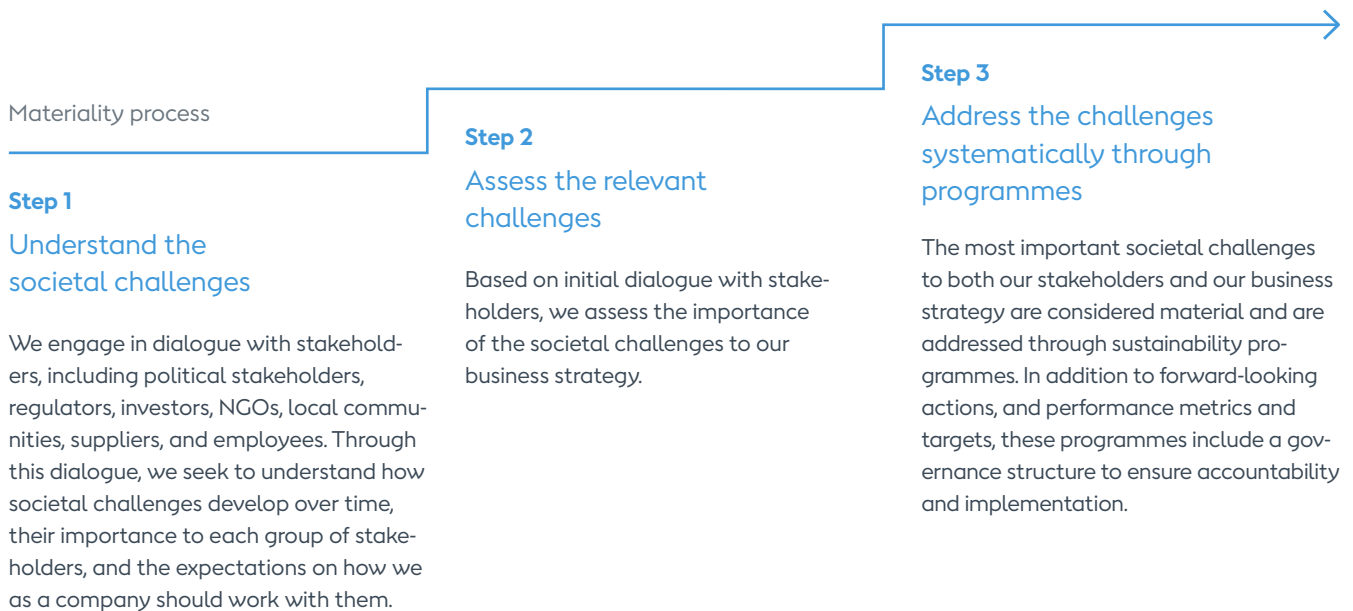 Materiality process
Step 1
Understand the
societal challenges
We engage in dialogue with stakehold-
ers, including political stakeholders,
regulators, investors, NGOs, local commu-
nities, suppliers, and employees. Through
this dialogue, we seek to understand how
societal challenges develop over time,
their importance to each group of stake-
holders, and the expectations on how we
as a company should work with them.
Step 2
Assess the relevant
challenges
Based on initial dialogue with stake-
holders, we assess the importance
of the societal challenges to our
business strategy.
Step 3
Address the challenges
systematically through
programmes
The most important societal challenges
to both our stakeholders and our business
strategy are considered material and are
addressed through sustainability pro-
grammes. In addition to forward-looking
actions, and performance metrics and
targets, these programmes include a gov-
ernance structure to ensure accountability
and implementation.